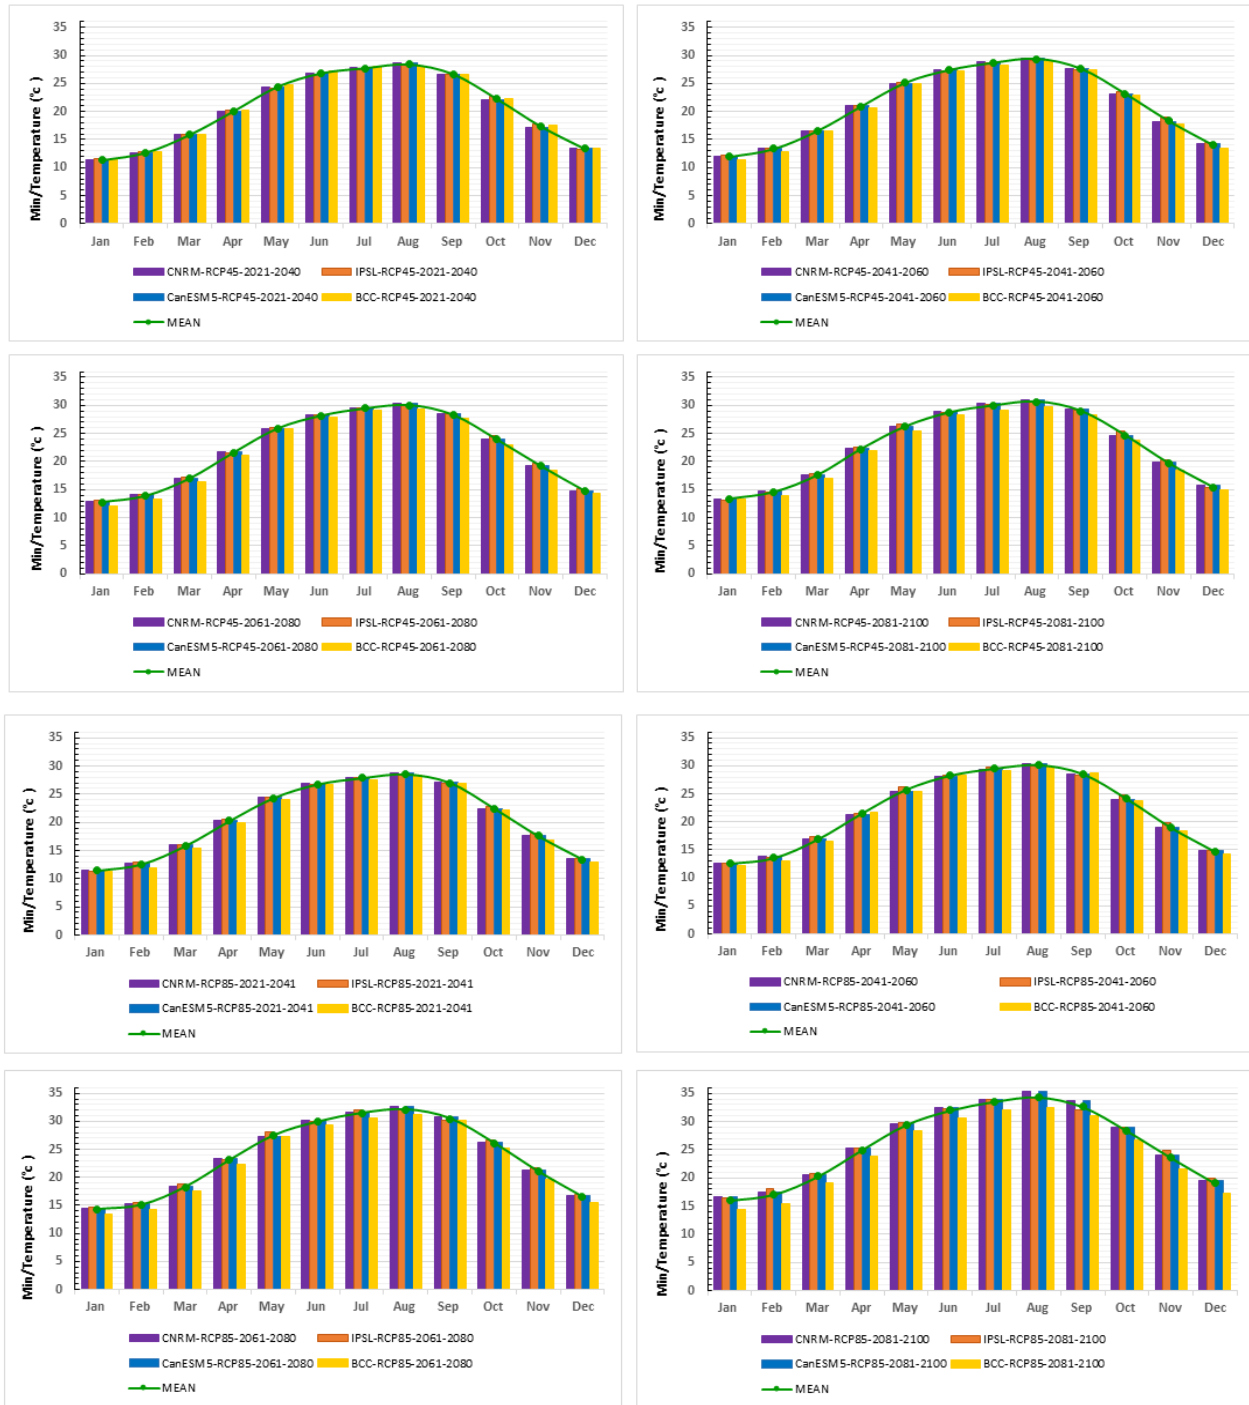 35
30
25
20
15
10
5
0
Min/Temperature (°c )
Jan Feb Mar Apr May Jun Jul Aug Sep Oct Nov Dec
CNRM-RCP45-2021-2040 IPSL-RCP45-2021-2040
CanESM5-RCP45-2021-2040 BCC-RCP45-2021-2040
MEAN
35
30
25
20
15
10
5
0
Min/Temperature (°c )
Jan Feb Mar Apr May Jun Jul Aug Sep Oct Nov Dec
CNRM-RCP45-2041-2060 IPSL-RCP45-2041-2060
CanESM5-RCP45-2041-2060 BCC-RCP45-2041-2060
MEAN
35
30
25
20
15
10
5
0
Min/Temperature (°c )
Jan Feb Mar Apr May Jun Jul Aug Sep Oct Nov Dec
CNRM-RCP45-2061-2080 IPSL-RCP45-2061-2080
CanESM5-RCP45-2061-2080 BCC-RCP45-2061-2080
MEAN
35
30
25
20
15
10
5
0
Min/Temperature (°c )
Jan Feb Mar Apr May Jun Jul Aug Sep Oct Nov Dec
CNRM-RCP45-2081-2100 IPSL-RCP45-2081-2100
CanESM5-RCP45-2081-2100 BCC-RCP45-2081-2100
MEAN
35
30
25
20
15
10
5
0
Min/Temperature (°c )
Jan Feb Mar Apr May Jun Jul Aug Sep Oct Nov Dec
CNRM-RCP85-2021-2041 IPSL-RCP85-2021-2041
CanESM5-RCP85-2021-2041 BCC-RCP85-2021-2041
MEAN
35
30
25
20
15
10
5
0
Min/Temperature (°c )
Jan Feb Mar Apr May Jun Jul Aug Sep Oct Nov Dec
CNRM-RCP85-2041-2060 IPSL-RCP85-2041-2060
CanESM5-RCP85-2041-2060 BCC-RCP85-2041-2060
MEAN
35
30
25
20
15
10
5
0
Min/Temperature (°c )
Jan Feb Mar Apr May Jun Jul Aug Sep Oct Nov Dec
CNRM-RCP85-2061-2080 IPSL-RCP85-2061-2080
CanESM5-RCP85-2061-2080 BCC-RCP85-2061-2080
MEAN
35
30
25
20
15
10
5
0
Min/Temperature (°c )
Jan Feb Mar Apr May Jun Jul Aug Sep Oct Nov Dec
CNRM-RCP85-2081-2100 IPSL-RCP85-2081-2100
CanESM5-RCP85-2081-2100 BCC-RCP85-2081-2100
MEAN